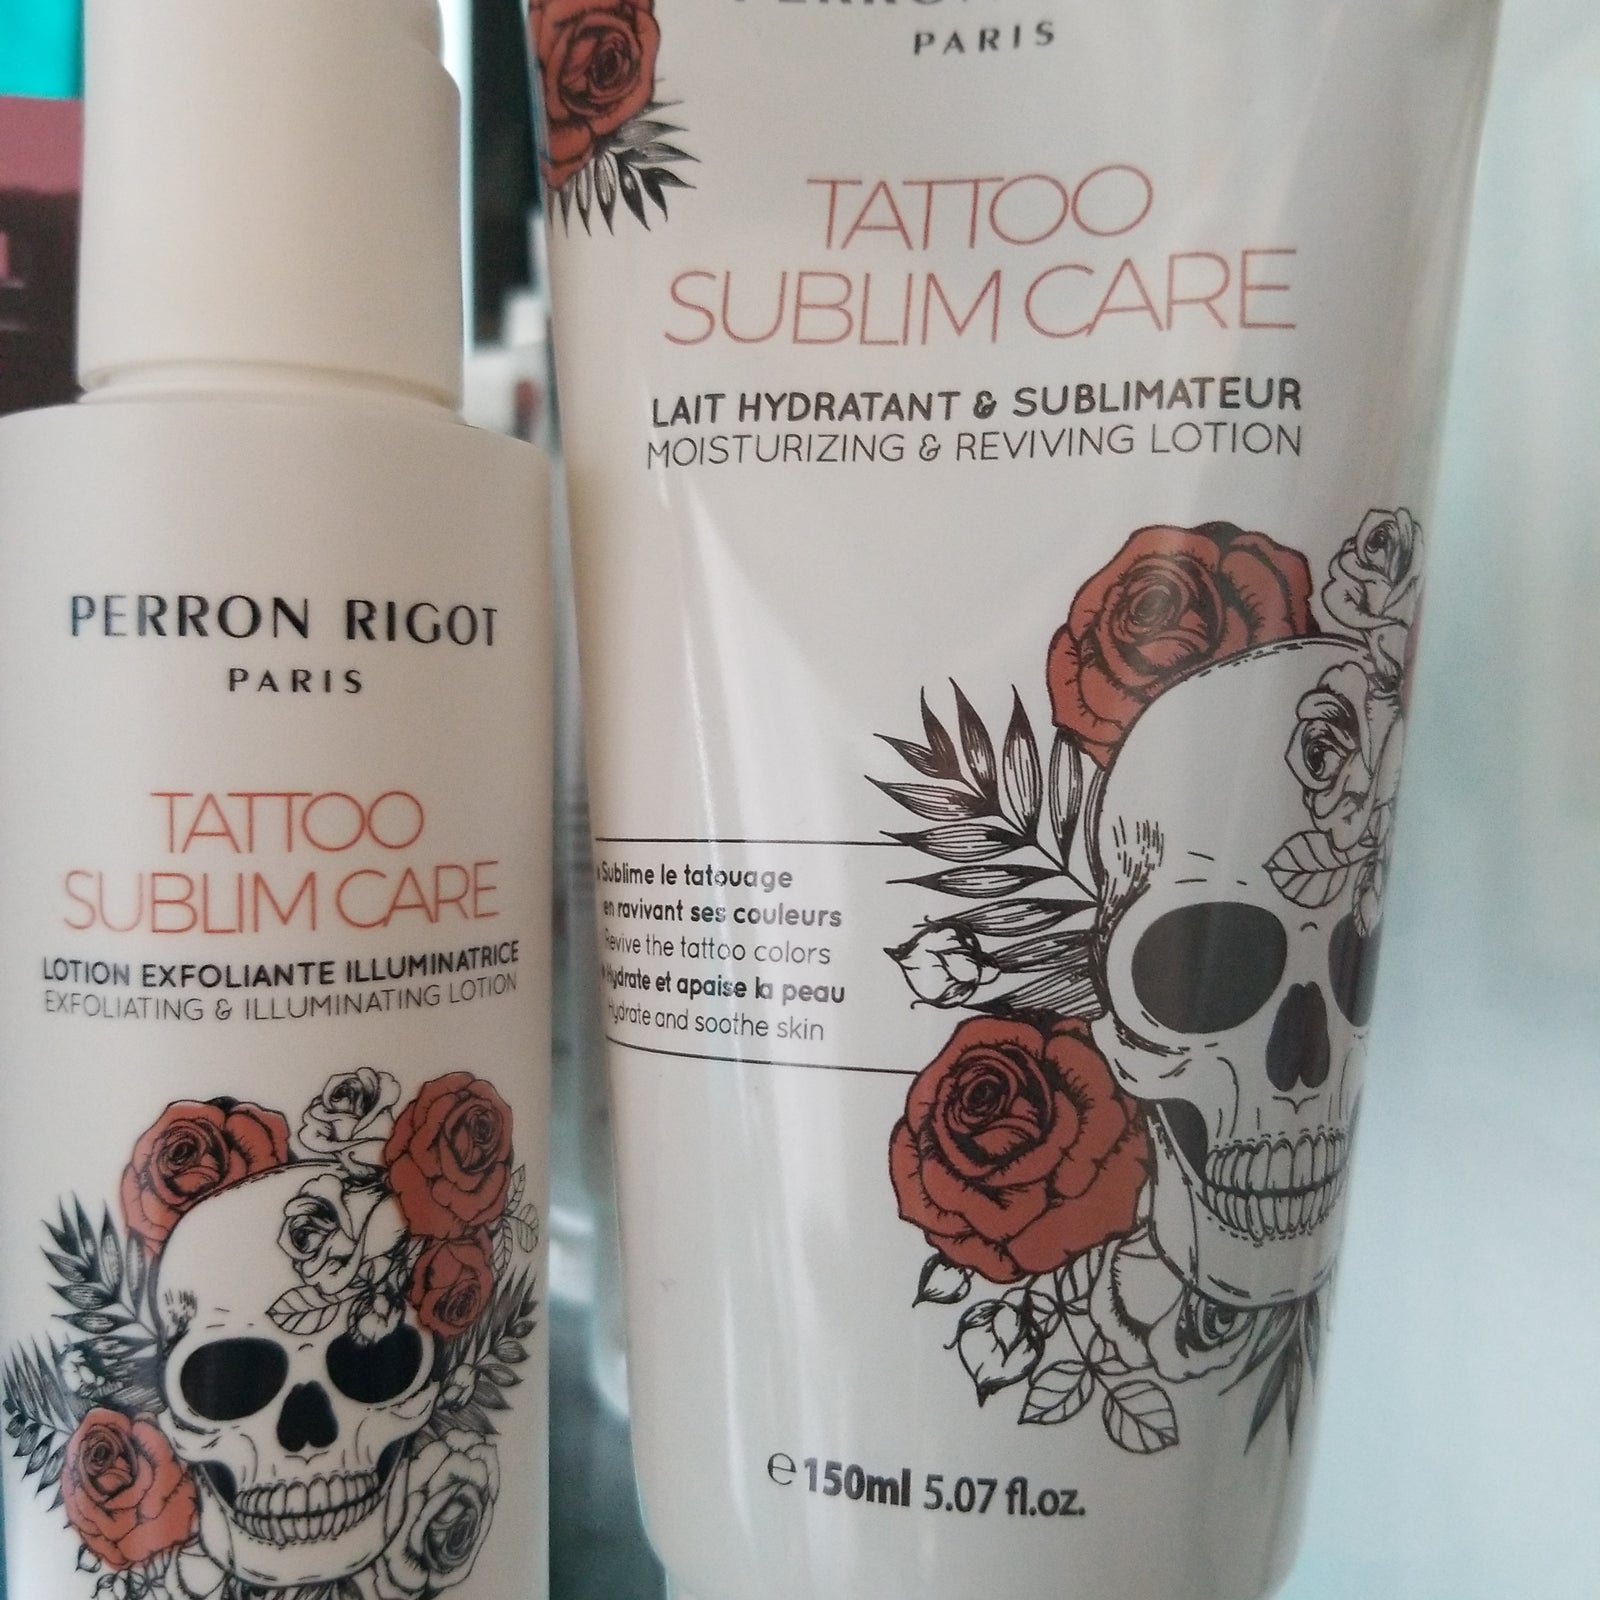 PERRON RIGOT
PARIS
TATTOO
SUBLIM CARE
LOTION EXFOLIANTE ILLUMINATRICE
EXFOLIATING & ILLUMINATING LOTION
PARIS
TATTOO
SUBLIM CARE
LAIT HYDRATANT & SUBLIMATEUR
MOISTURIZING & REVIVING LOTION
• Sublime le tatouage
en ravivant ses couleurs
Revive the tattoo colors
• Hydrate et apaise la peau
Hydrate and soothe skin
℮ 150ml 5.07 fl.oz.